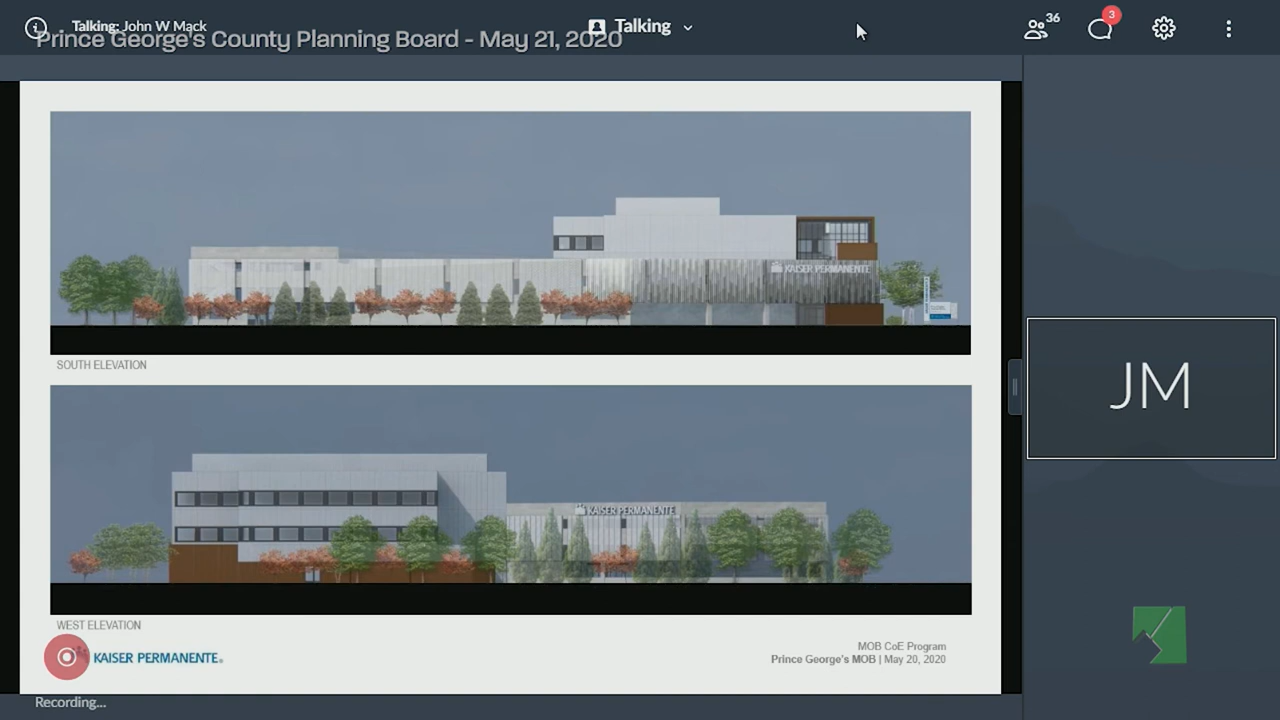 Talking: John W Mack
Talking
36
3
Prince George's County Planning Board - May 21, 2020
KAISER PERMANENTE
SOUTH ELEVATION
JM
KAISER PERMANENTE
WEST ELEVATION
KAISER PERMANENTE®
MOB CoE Program
Prince George's MOB | May 20, 2020
Recording...